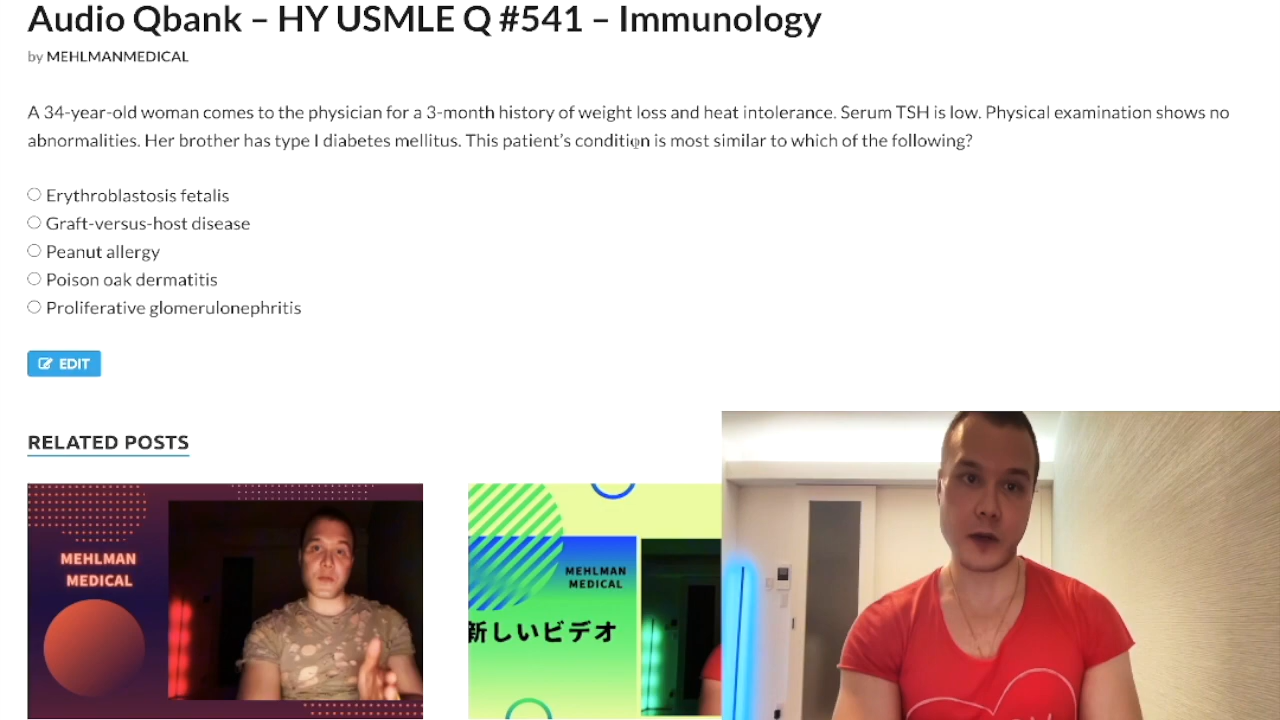 Audio Qbank – HY USMLE Q #541 – Immunology
by MEHLMANMEDICAL
A 34-year-old woman comes to the physician for a 3-month history of weight loss and heat intolerance. Serum TSH is low. Physical examination shows no
abnormalities. Her brother has type I diabetes mellitus. This patient's condition is most similar to which of the following?
Erythroblastosis fetalis
Graft-versus-host disease
Peanut allergy
Poison oak dermatitis
Proliferative glomerulonephritis
EDIT
RELATED POSTS
MEHLMAN
MEDICAL
MEHLMAN
MEDICAL
新しいビデオ